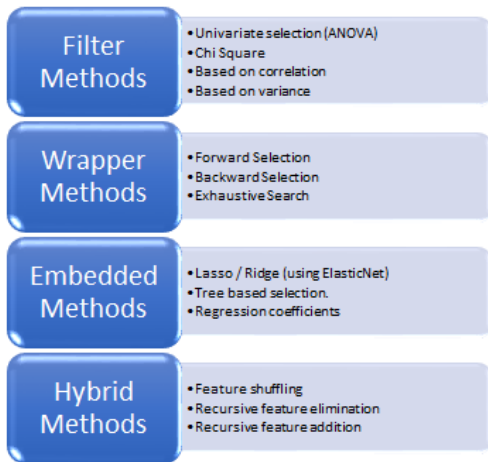 Filter
Methods
•Univariate selection (ANOVA)
•Chi Square
•Based on correlation
•Based on variance
Wrapper
Methods
•Forward Selection
•Backward Selection
•Exhaustive Search
Embedded
Methods
•Lasso / Ridge (using ElasticNet)
•Tree based selection.
•Regression coefficients
Hybrid
Methods
•Feature shuffling
•Recursive feature elimination
•Recursive feature addition